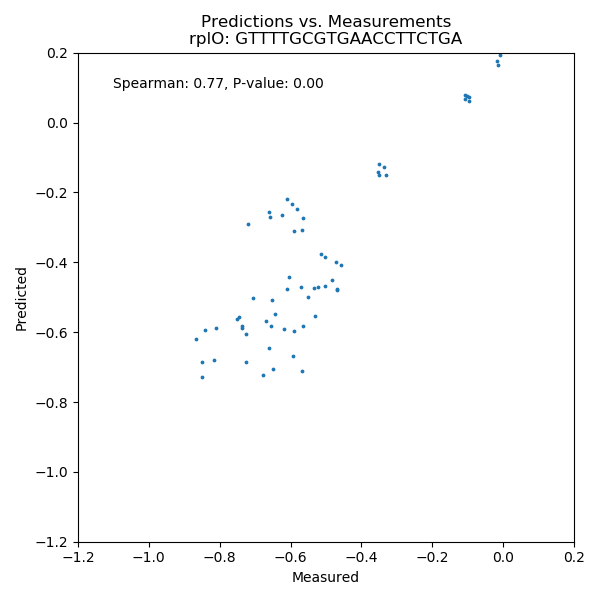 Predictions vs. Measurements
rplO: GTTTTGCGTGAACCTTCTGA
Spearman: 0.77, P-value: 0.00
0.2
0.0
−0.2
−0.4
−0.6
−0.8
−1.0
−1.2
Predicted
−1.2 −1.0 −0.8 −0.6 −0.4 −0.2 0.0 0.2
Measured